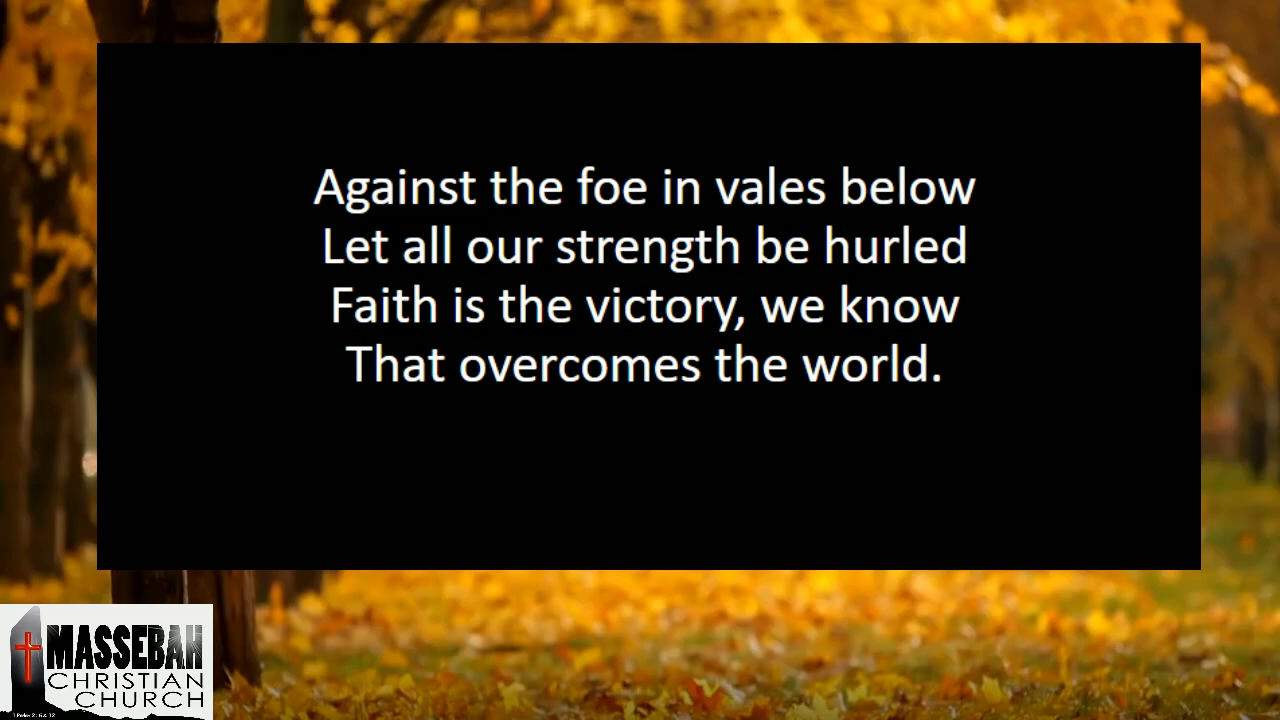 Against the foe in vales below
Let all our strength be hurled
Faith is the victory, we know
That overcomes the world.
MASSEBAH
CHRISTIAN
CHURCH